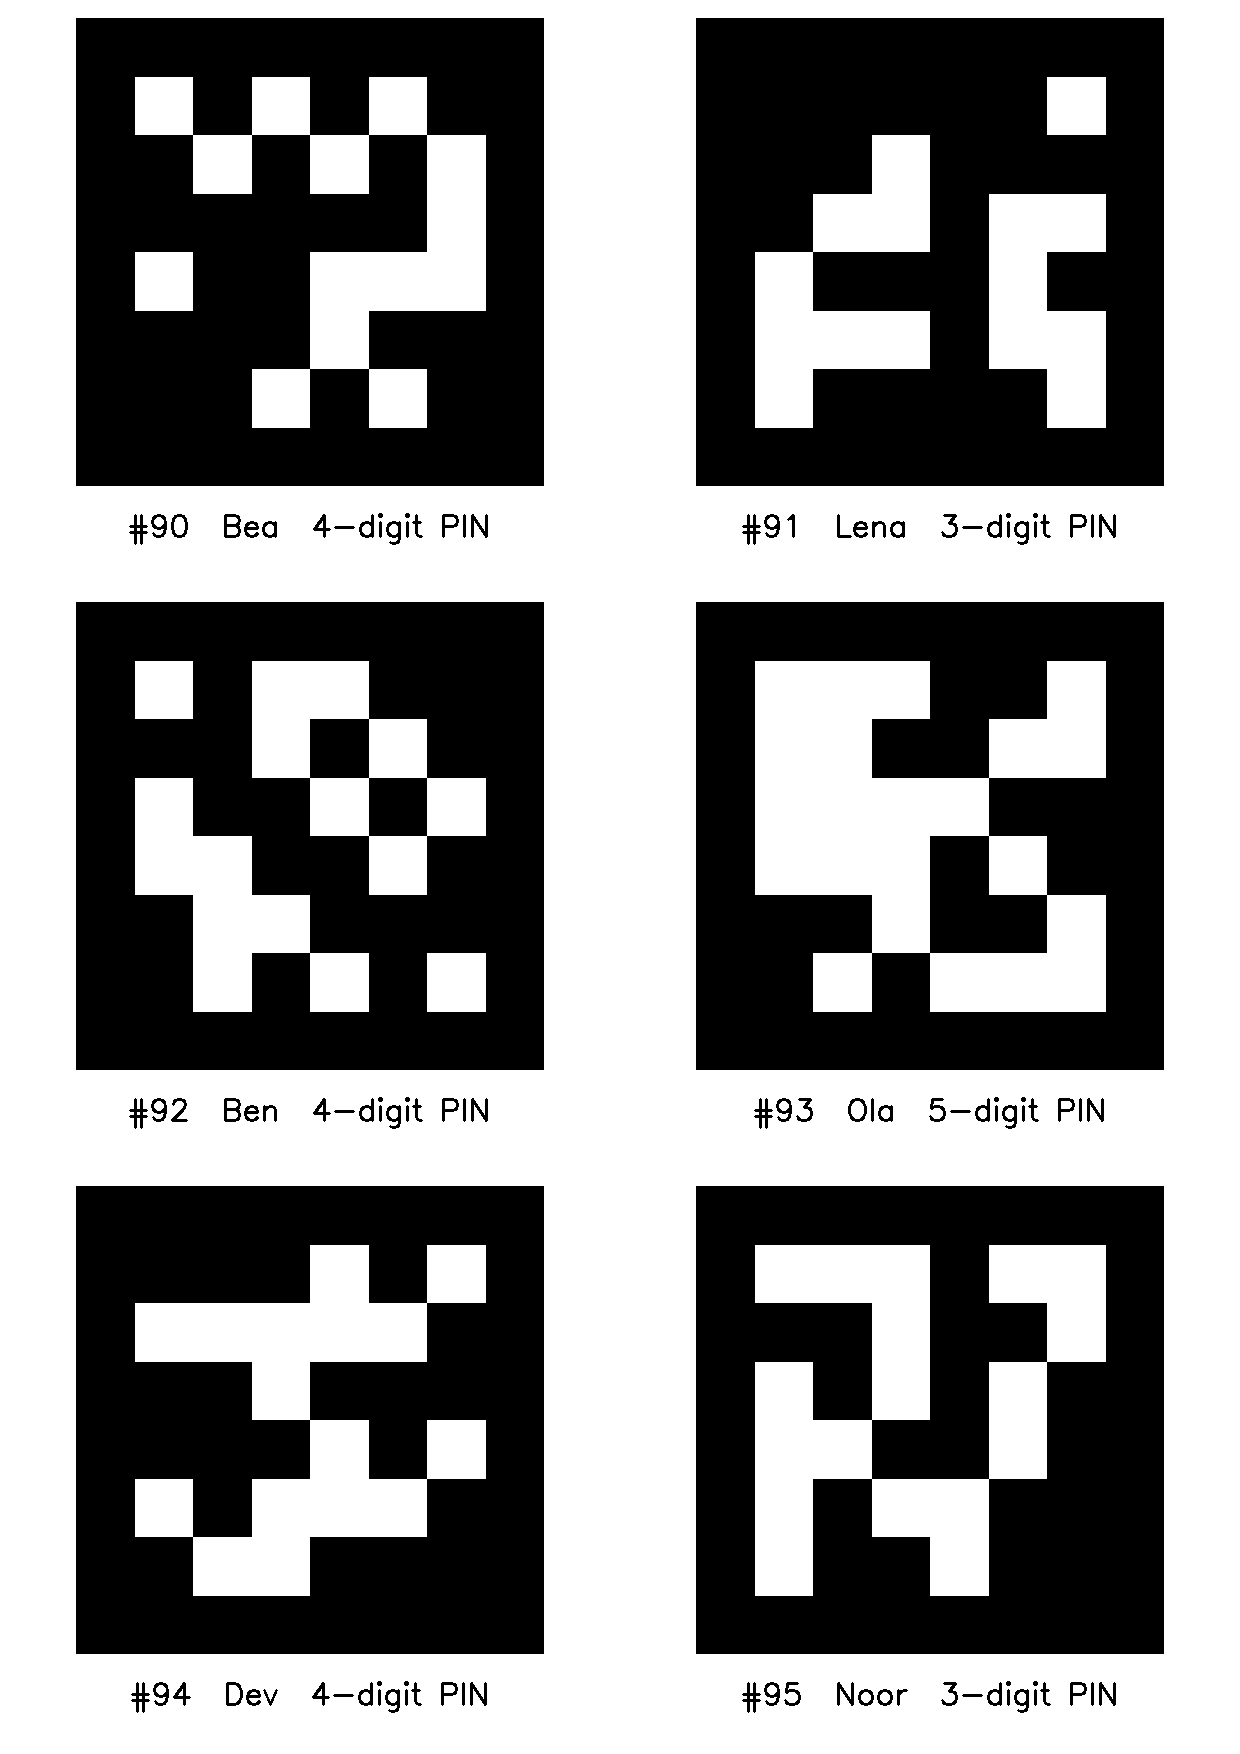 #90 Bea 4-digit PIN
#91 Lena 3-digit PIN
#92 Ben 4-digit PIN
#93 Ola 5-digit PIN
#94 Dev 4-digit PIN
#95 Noor 3-digit PIN